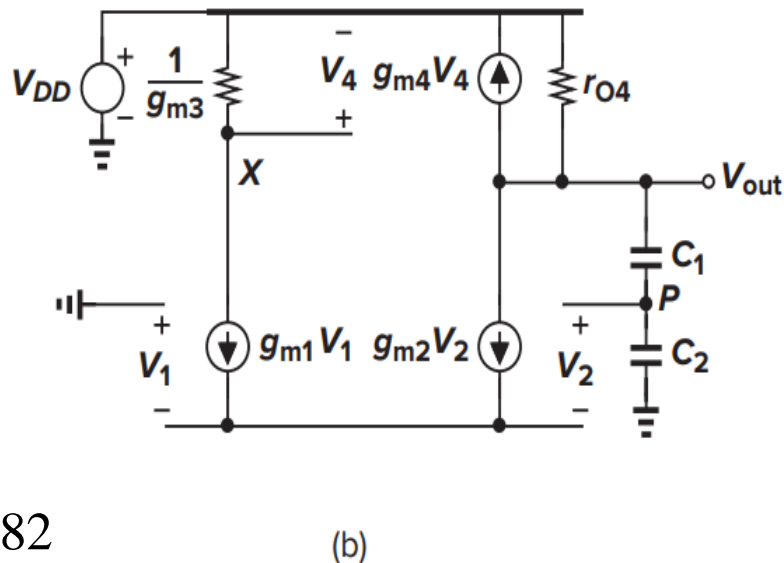 V_DD + − 1/g_m3 − V_4 + g_m4V_4 r_O4
X V_out
C_1
P
+ V_1 − g_m1V_1 g_m2V_2 + V_2 − C_2
82 (b)